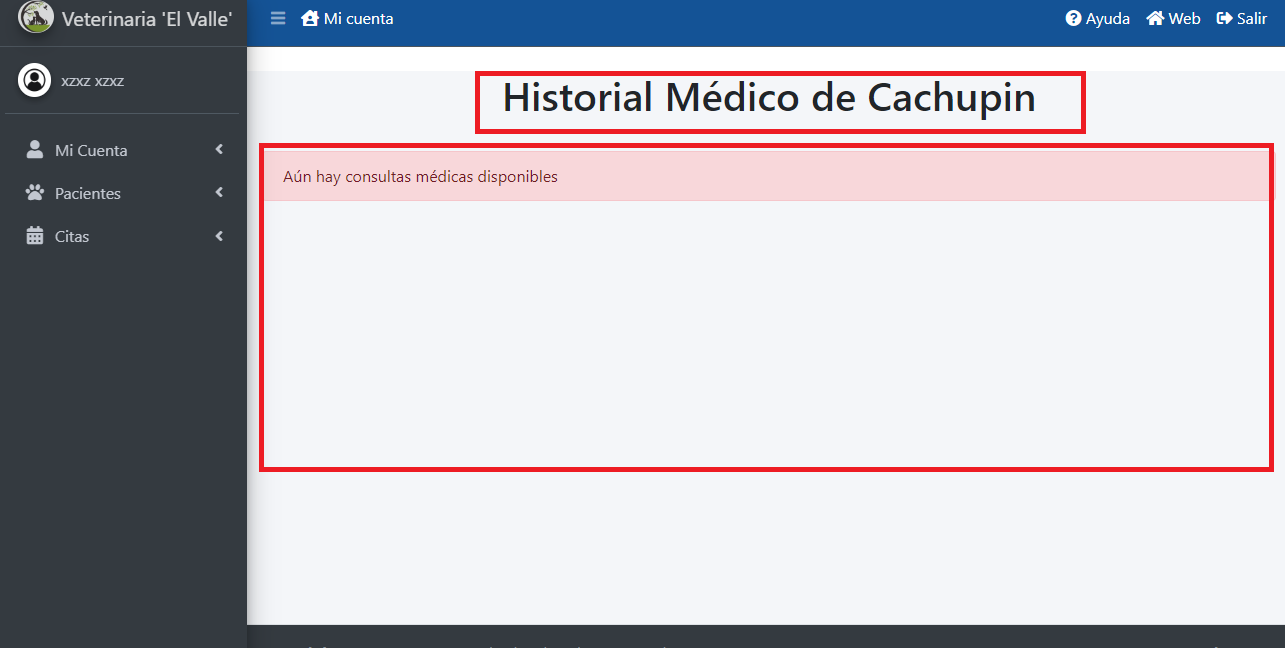 Veterinaria 'El Valle'
Mi cuenta
Ayuda
Web
Salir
xzxz xzxz
Mi Cuenta
Pacientes
Citas
Historial Médico de Cachupin
Aún hay consultas médicas disponibles